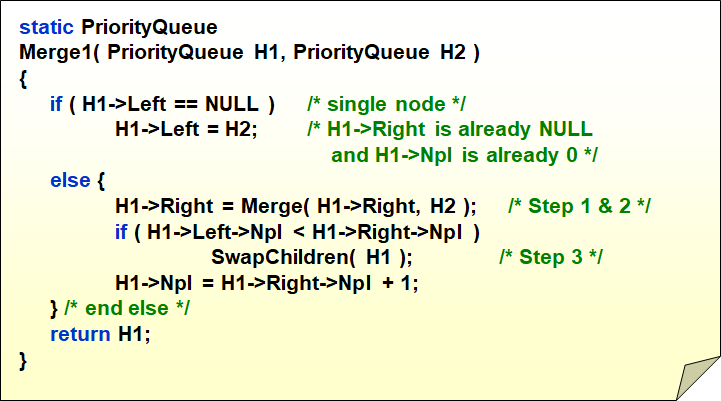 static PriorityQueue
Merge1( PriorityQueue H1, PriorityQueue H2 )
{
if ( H1->Left == NULL ) /* single node */
H1->Left = H2; /* H1->Right is already NULL
and H1->Npl is already 0 */
else {
H1->Right = Merge( H1->Right, H2 ); /* Step 1 & 2 */
if ( H1->Left->Npl < H1->Right->Npl )
SwapChildren( H1 ); /* Step 3 */
H1->Npl = H1->Right->Npl + 1;
} /* end else */
return H1;
}